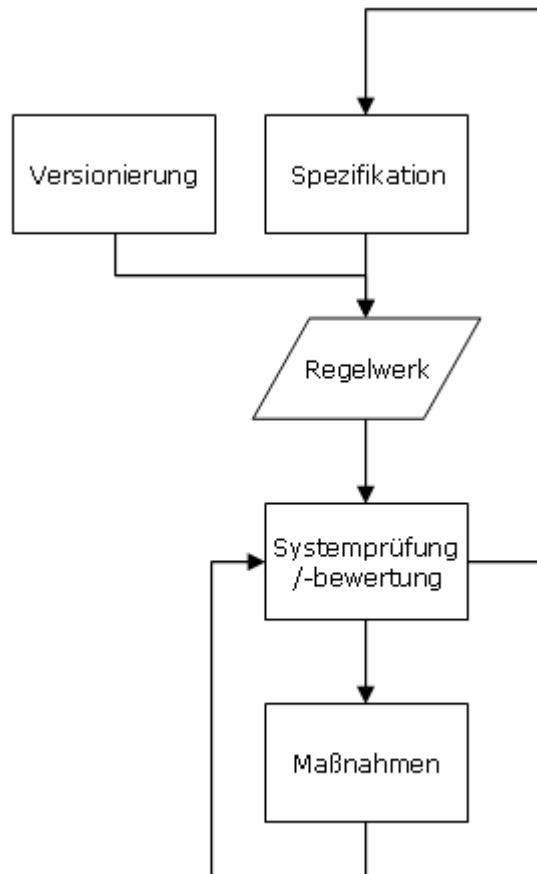 Versionierung
Spezifikation
Regelwerk
Systemprüfung
/-bewertung
Maßnahmen